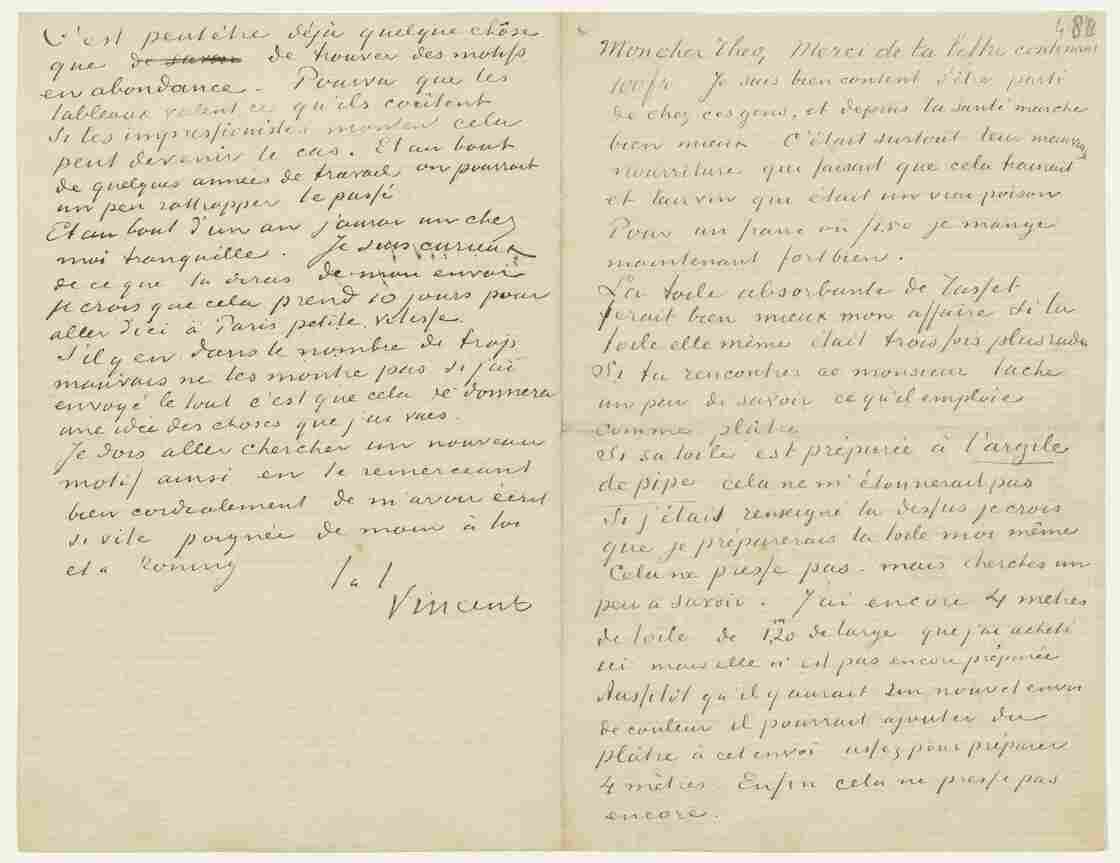 C'est peutêtre déjà quelque chôse
que de savoir de trouver des motifs
en abondance. Pourvu que les
tableaux valent ce qu'ils coûtent
Si les impressionistes montent cela
peut devenir le cas. Et au bout
de quelques années de travail on pourrait
un peu rattrapper le passé
Et au bout d'un an j'aurai un chez
moi tranquille. Je suis curieux
de ce que tu diras de mon envoi
Je crois que cela prend 10 jours pour
aller d'ici à Paris petite vitesse.
S'il y en dans le nombre de trop
mauvais ne les montre pas si j'ai
envoyé le tout c'est que cela te donnera
une idée des choses que j'ai vues.
Je dois aller chercher un nouveau
motif ainsi en te remerciant
bien cordialement de m'avoir écrit
si vite poignée de main à toi
et à Koning
t. à t.
Vincent
488
Mon cher Theo, Merci de ta lettre contenant
100 fr. Je suis bien content d'être parti
de chez ces gens, et depuis la santé marche
bien mieux C'était surtout leur mauvaise
nourriture qui faisait que cela trainait
et leur vin qui était un vrai poison
Pour un franc ou fr 1.50 je mange
maintenant fort bien.
La toile absorbante de Tasset
ferait bien mieux mon affaire si la
toile elle même était trois fois plus rude
Si tu rencontres ce monsieur tache
un peu de savoir ce qu'il emploie
comme plâtre
Si sa toile est préparée à l'argile
de pipe cela ne m'étonnerait pas
Si j'étais renseigné là dessus je crois
que je préparerais la toile moi même
Cela ne presse pas. mais cherches un
peu à savoir. J'ai encore 4 mètres
de toile de 1m20 de large que j'ai acheté
ici mais elle n'est pas encore préparée
Aussitôt qu'il y aurait un nouvel envoi
de couleur il pourrait ajouter du
plâtre à cet envoi assez pour préparer
4 mètres. Enfin cela ne presse pas
encore.